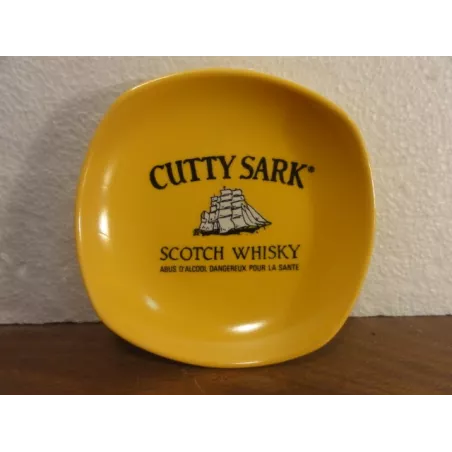 CUTTY SARK®
SCOTCH WHISKY
ABUS D'ALCOOL DANGEREUX POUR LA SANTE